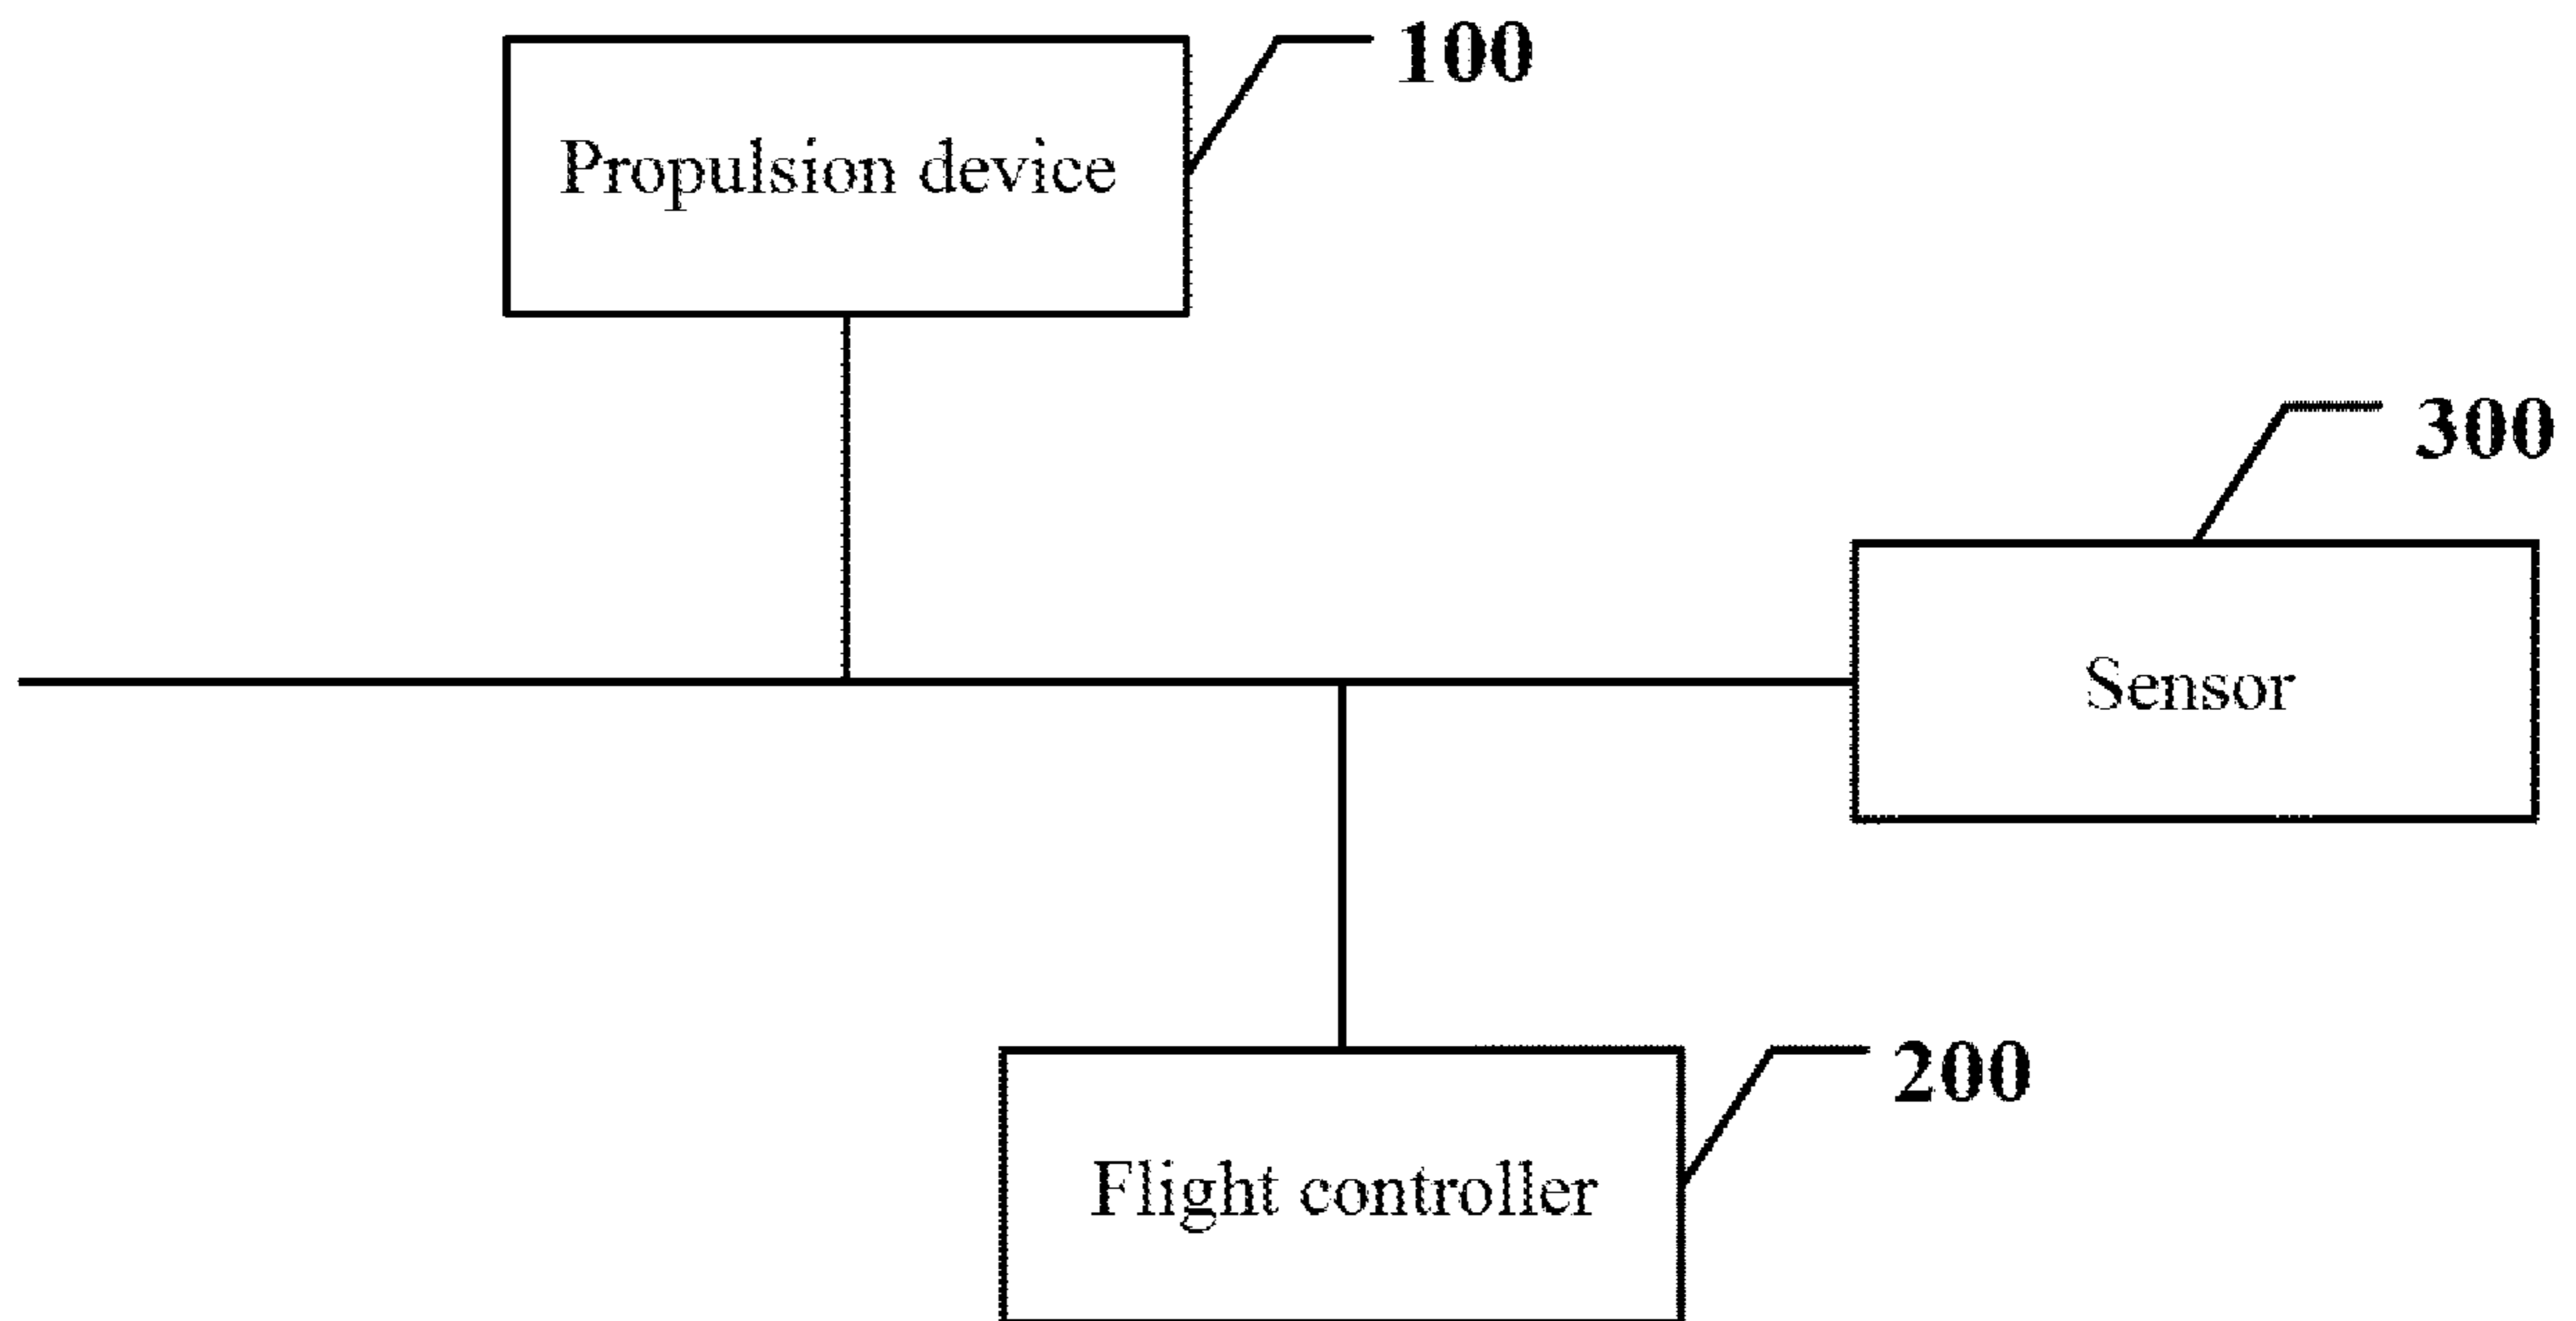 100
Propulsion device
300
Sensor
200
Flight controller